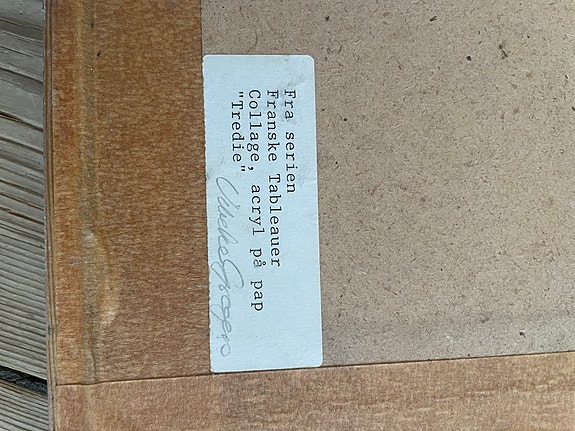 Fra serien
Franske Tableauer
Collage, acryl på pap
"Tredie"